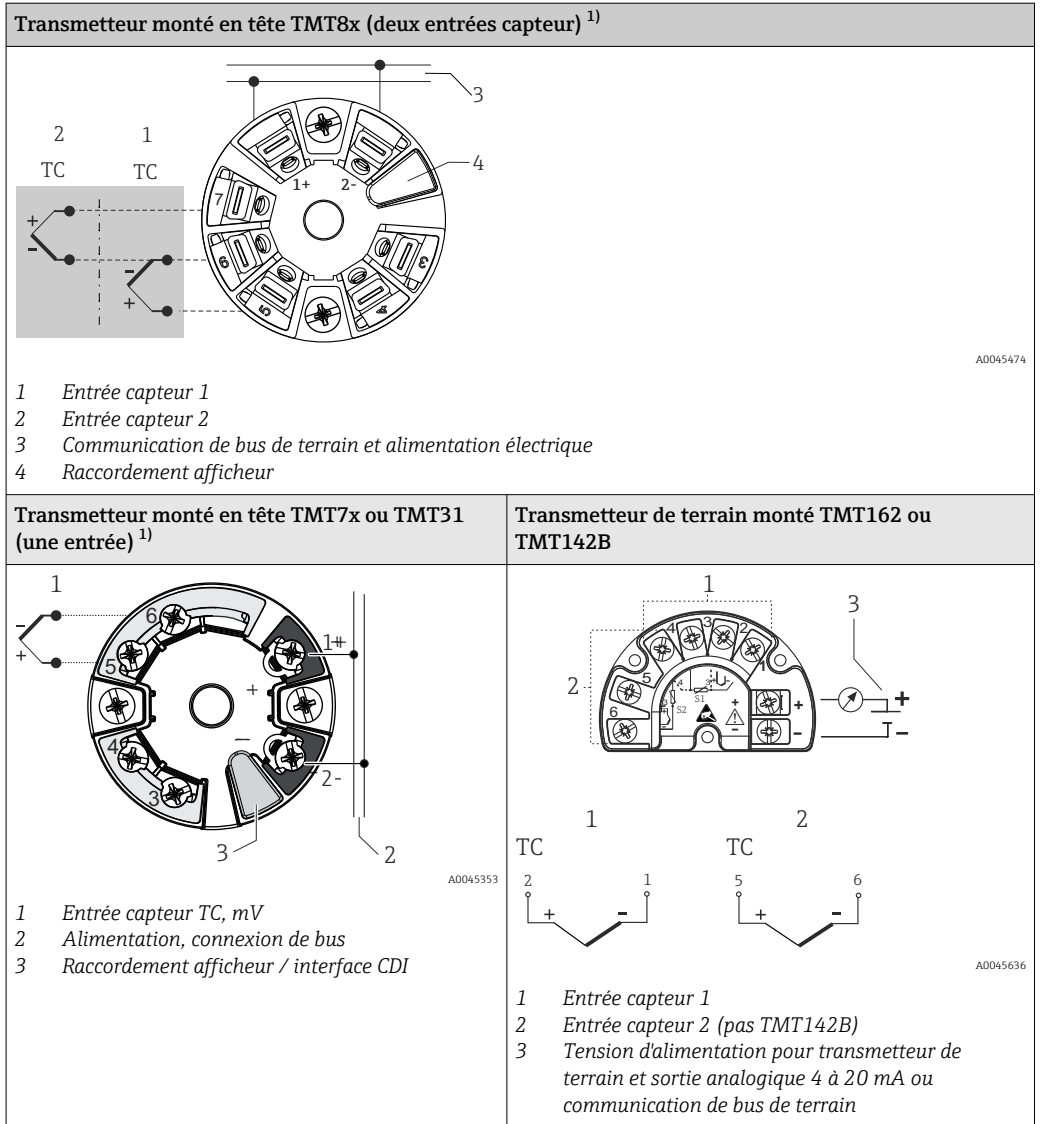 Transmetteur monté en tête TMT8x (deux entrées capteur) 1)
3
2
1
TC
TC
4
1+
2-
7
+
-
6
3
-
+
5
4
A0045474
1 Entrée capteur 1
2 Entrée capteur 2
3 Communication de bus de terrain et alimentation électrique
4 Raccordement afficheur
Transmetteur monté en tête TMT7x ou TMT31
(une entrée) 1)
1
6
-
+
5
1+
+
4
-
2-
3
3
2
A0045353
1 Entrée capteur TC, mV
2 Alimentation, connexion de bus
3 Raccordement afficheur / interface CDI
Transmetteur de terrain monté TMT162 ou
TMT142B
1
3
4
3
2
1
2
5
6
S1
S2
+
-
+
-
+
-
1
2
TC
TC
2
1
5
6
+
-
+
-
A0045636
1 Entrée capteur 1
2 Entrée capteur 2 (pas TMT142B)
3 Tension d'alimentation pour transmetteur de
terrain et sortie analogique 4 à 20 mA ou
communication de bus de terrain